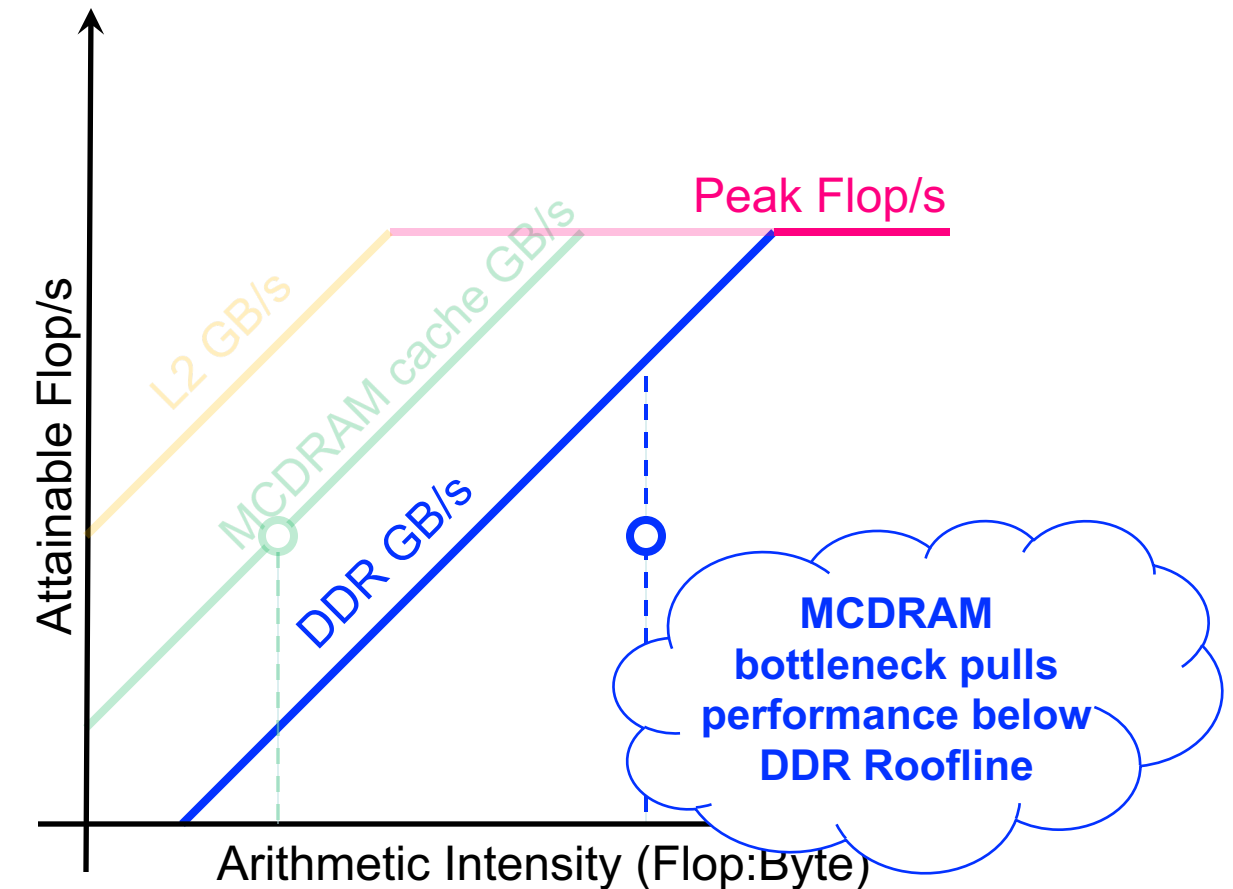 Peak Flop/s
L2 GB/s
MCDRAM cache GB/s
DDR GB/s
Attainable Flop/s
MCDRAM
bottleneck pulls
performance below
DDR Roofline
Arithmetic Intensity (Flop:Byte)